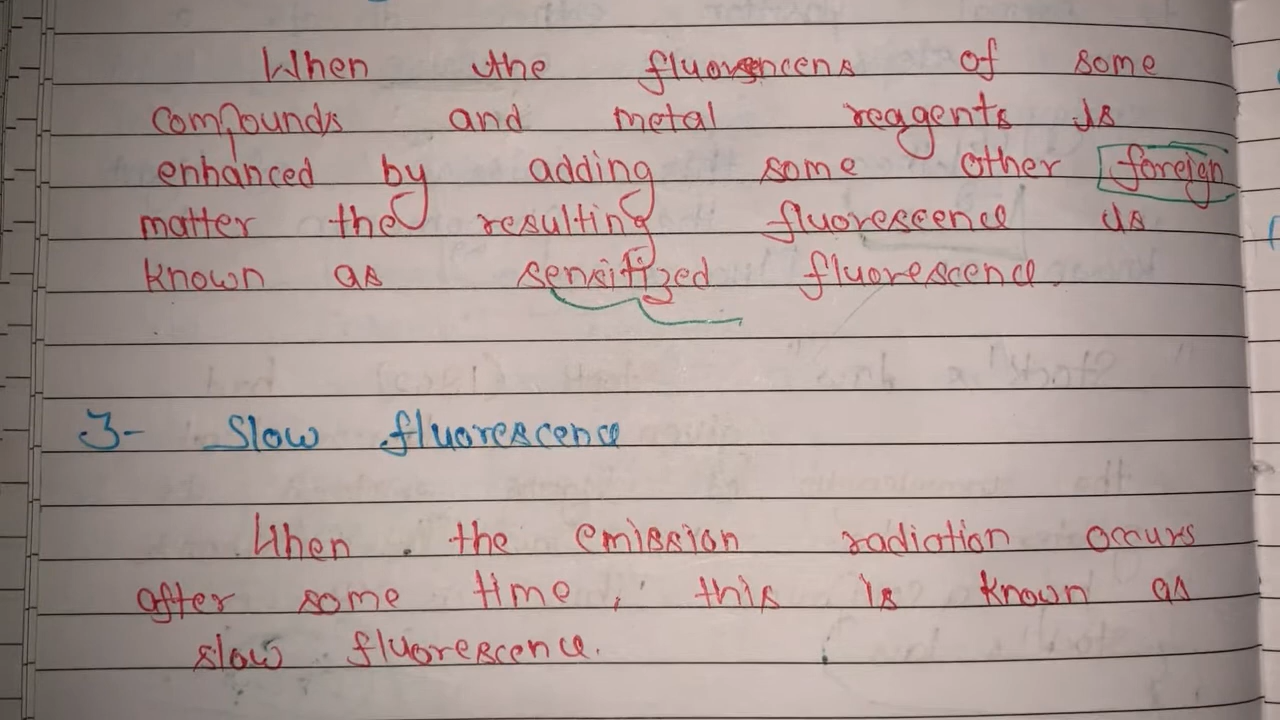 When the fluorescens of some
compounds and metal reagents is
enhanced by adding some other foreign
matter the resulting fluorescence is
known as sensitized fluorescence.
3- Slow fluorescence
When the emission radiation occurs
after some time, this is known as
slow fluorescence.